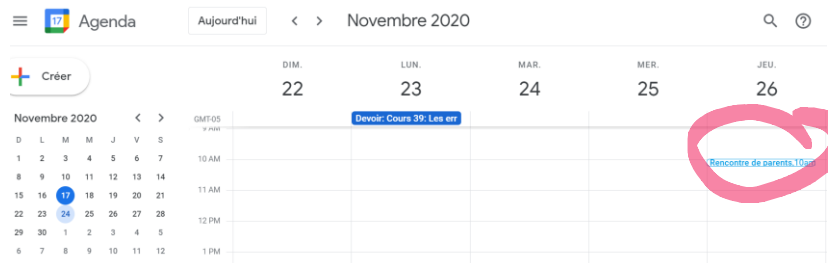 17 Agenda
Aujourd'hui
Novembre 2020
Créer
DIM. LUN. MAR. MER. JEU.
22 23 24 25 26
Novembre 2020
D L M M J V S
1 2 3 4 5 6 7
8 9 10 11 12 13 14
15 16 17 18 19 20 21
22 23 24 25 26 27 28
29 30 1 2 3 4 5
6 7 8 9 10 11 12
GMT-05
Devoir: Cours 39: Les err
9 AM
10 AM
Rencontre de parents, 10am
11 AM
12 PM
1 PM